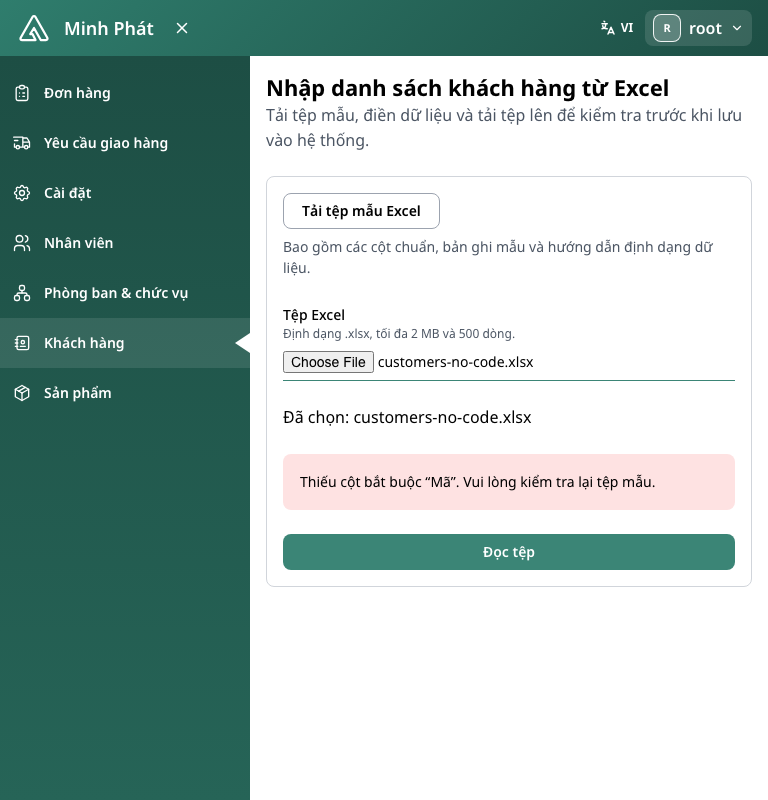 Minh Phát
VI
R
root
Đơn hàng
Yêu cầu giao hàng
Cài đặt
Nhân viên
Phòng ban & chức vụ
Khách hàng
Sản phẩm
Nhập danh sách khách hàng từ Excel
Tải tệp mẫu, điền dữ liệu và tải tệp lên để kiểm tra trước khi lưu
vào hệ thống.
Tải tệp mẫu Excel
Bao gồm các cột chuẩn, bản ghi mẫu và hướng dẫn định dạng dữ
liệu.
Tệp Excel
Định dạng .xlsx, tối đa 2 MB và 500 dòng.
Choose File customers-no-code.xlsx
Đã chọn: customers-no-code.xlsx
Thiếu cột bắt buộc “Mã”. Vui lòng kiểm tra lại tệp mẫu.
Đọc tệp